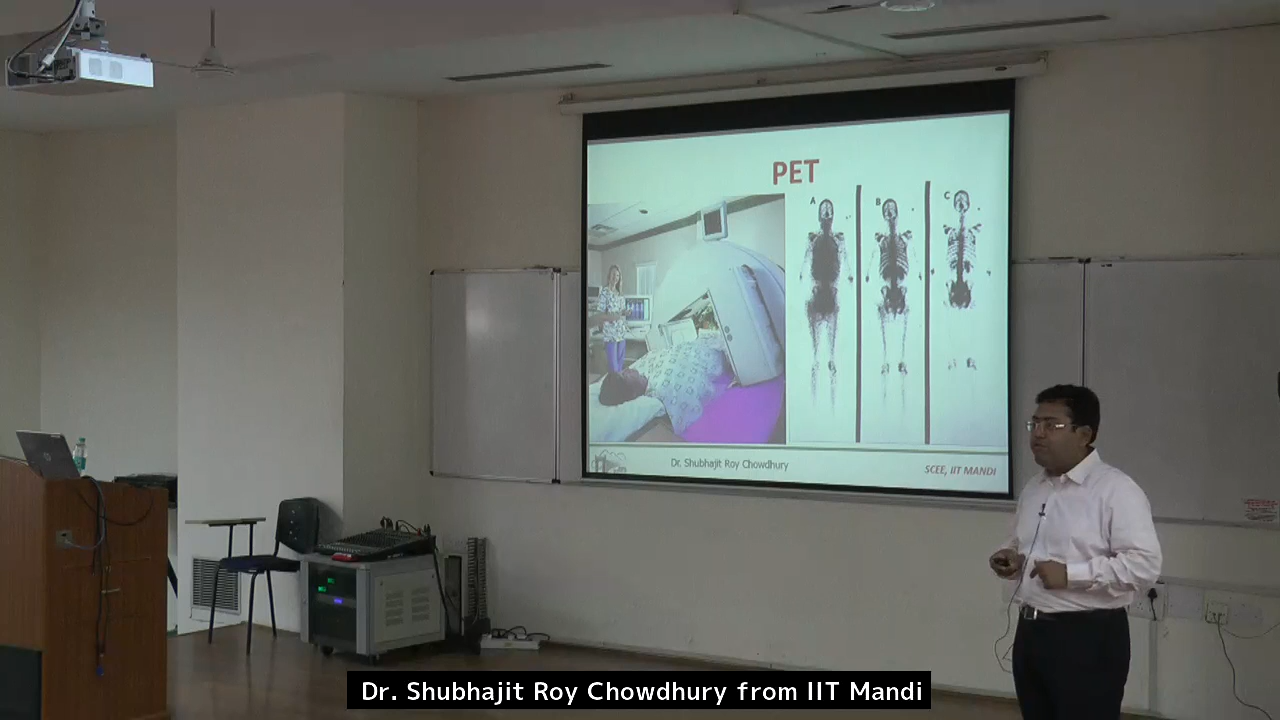 PET
A B C
Dr. Shubhajit Roy Chowdhury
SCEE, IIT MANDI
Dr. Shubhajit Roy Chowdhury from IIT Mandi